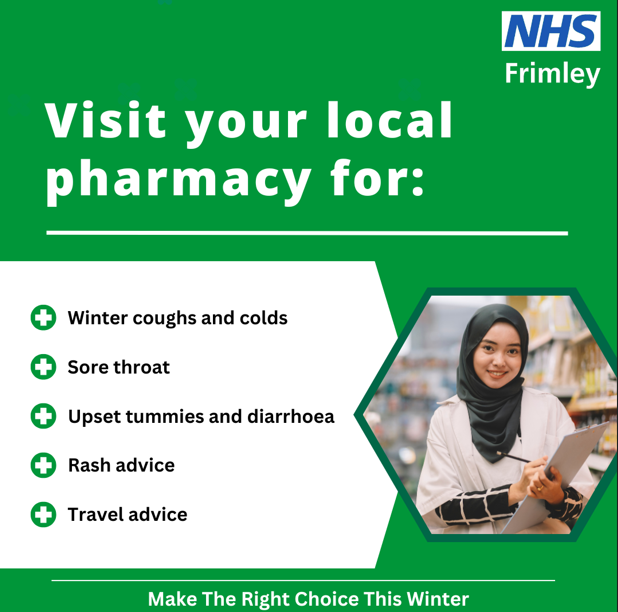 NHS
Frimley
Visit your local
pharmacy for:
Winter coughs and colds
Sore throat
Upset tummies and diarrhoea
Rash advice
Travel advice
Make The Right Choice This Winter